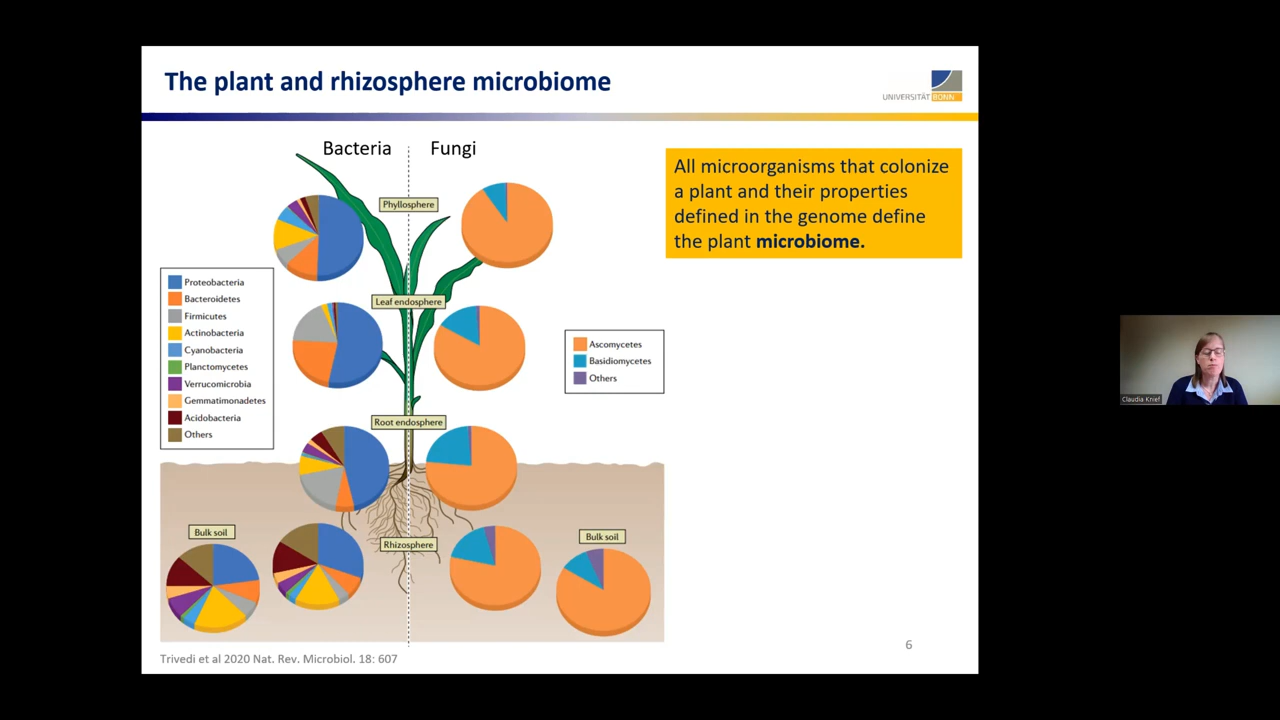 The plant and rhizosphere microbiome
UNIVERSITÄT BONN
Bacteria
Fungi
All microorganisms that colonize
a plant and their properties
defined in the genome define
the plant microbiome.
Phyllosphere
Proteobacteria
Bacteroidetes
Firmicutes
Actinobacteria
Cyanobacteria
Planctomycetes
Verrucomicrobia
Gemmatimonadetes
Acidobacteria
Others
Leaf endosphere
Ascomycetes
Basidiomycetes
Others
Claudia Knief
Root endosphere
Bulk soil
Rhizosphere
Bulk soil
Trivedi et al 2020 Nat. Rev. Microbiol. 18: 607
6